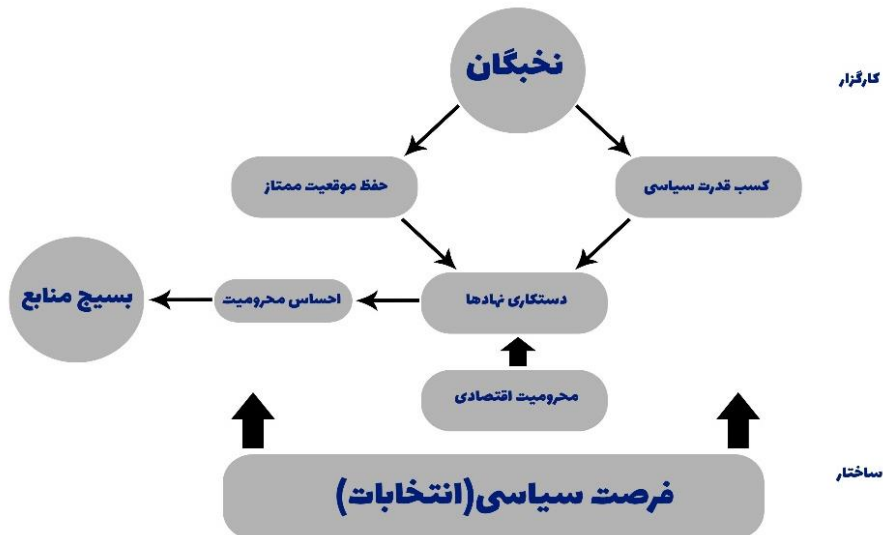 نخبگان
کارگزار
کسب قدرت سیاسی
حفظ موقعیت ممتاز
دستکاری نهادها
احساس محرومیت
بسیج منابع
محرومیت اقتصادی
ساختار
فرصت سیاسی(انتخابات)